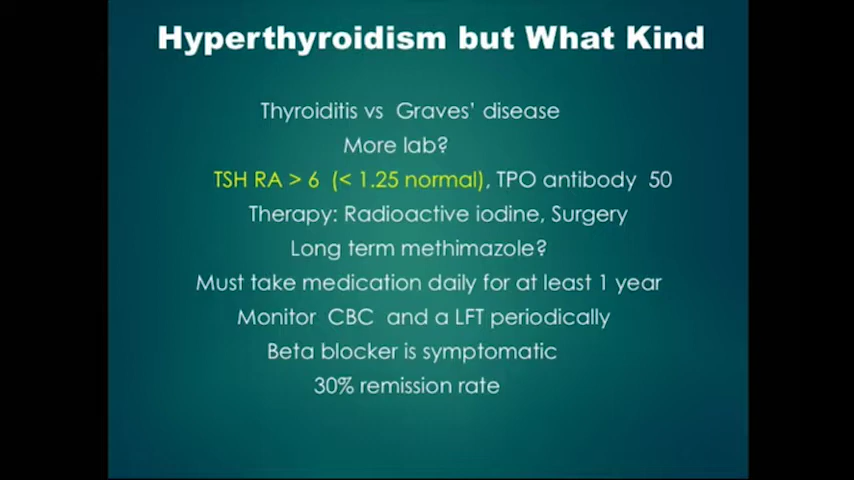 Hyperthyroidism but What Kind
Thyroiditis vs Graves' disease
More lab?
TSH RA > 6 (< 1.25 normal), TPO antibody 50
Therapy: Radioactive iodine, Surgery
Long term methimazole?
Must take medication daily for at least 1 year
Monitor CBC and a LFT periodically
Beta blocker is symptomatic
30% remission rate